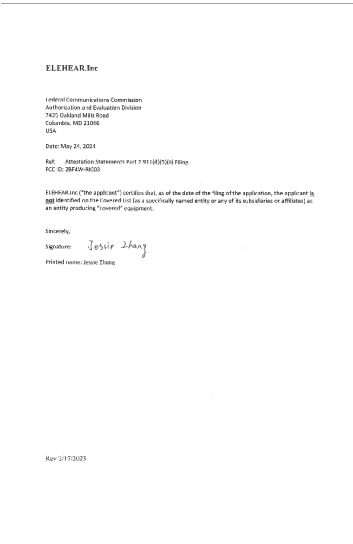 ELEHEAR.Inc
Federal Communications Commission
Authorization and Evaluation Division
7435 Oakland Mills Road
Columbia, MD 21046
USA
Date: May 24, 2024
Ref: Attestation Statements Part 2.911(d)(5)(ii) Filing
FCC ID: 2BF4W-RIC03
ELEHEAR.Inc.("the applicant") certifies that, as of the date of the filing of the application, the applicant is
not identified on the Covered List (as a specifically named entity or any of its subsidiaries or affiliates) as
an entity producing "covered" equipment.
Sincerely,
Signature: Jessie Zhang
Printed name: Jessie Zhang
Rev 2/17/2023